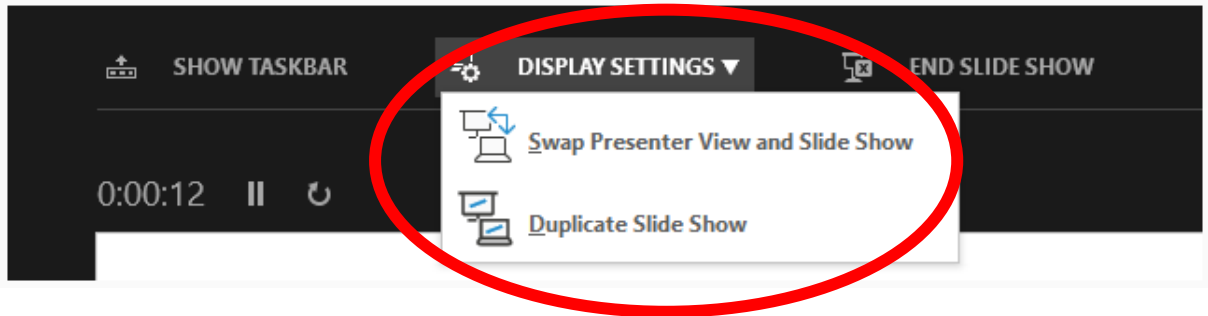 SHOW TASKBAR DISPLAY SETTINGS ▼ END SLIDE SHOW
Swap Presenter View and Slide Show
0:00:12
Duplicate Slide Show